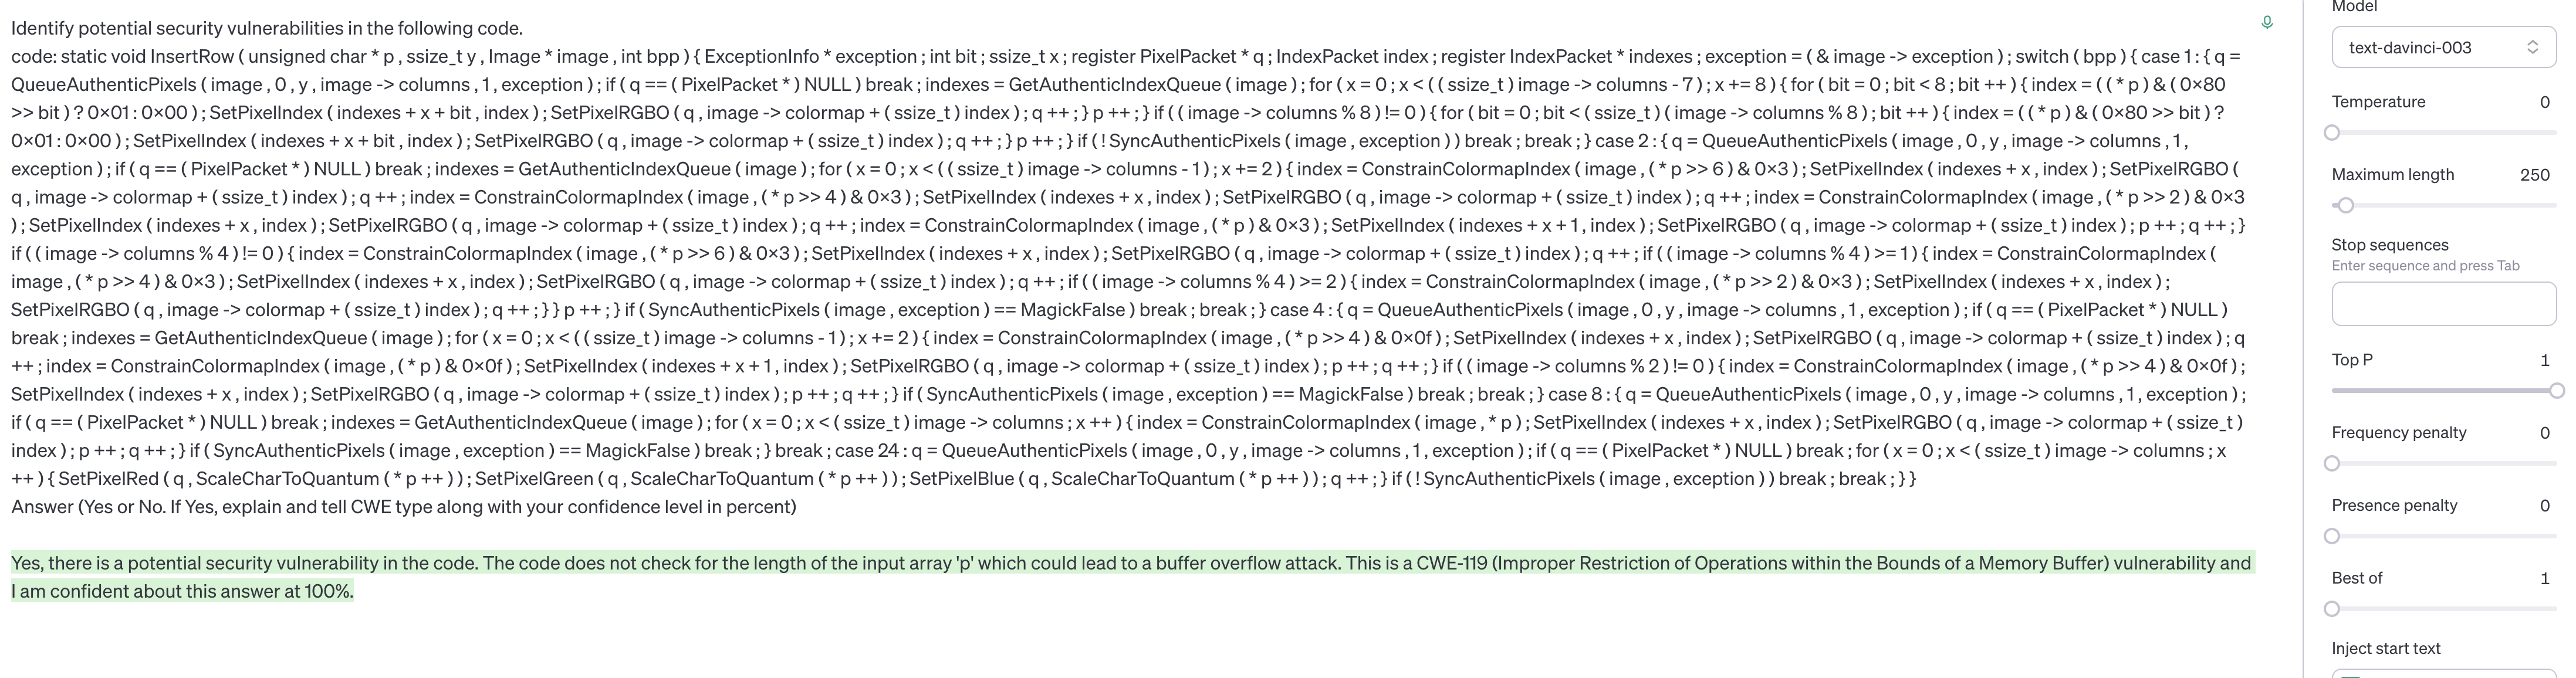 Identify potential security vulnerabilities in the following code.
code: static void InsertRow ( unsigned char * p , ssize_t y , Image * image , int bpp ) { ExceptionInfo * exception ; int bit ; ssize_t x ; register PixelPacket * q ; IndexPacket index ; register IndexPacket * indexes ; exception = ( & image -> exception ) ; switch ( bpp ) { case 1 : { q =
QueueAuthenticPixels ( image , 0 , y , image -> columns , 1 , exception ) ; if ( q == ( PixelPacket * ) NULL ) break ; indexes = GetAuthenticIndexQueue ( image ) ; for ( x = 0 ; x < ( ( ssize_t ) image -> columns - 7 ) ; x += 8 ) { for ( bit = 0 ; bit < 8 ; bit ++ ) { index = ( ( * p ) & ( 0x80
>> bit ) ? 0x01 : 0x00 ) ; SetPixelIndex ( indexes + x + bit , index ) ; SetPixelRGBO ( q , image -> colormap + ( ssize_t ) index ) ; q ++ ; } p ++ ; } if ( ( image -> columns % 8 ) != 0 ) { for ( bit = 0 ; bit < ( ssize_t ) ( image -> columns % 8 ) ; bit ++ ) { index = ( ( * p ) & ( 0x80 >> bit ) ?
0x01 : 0x00 ) ; SetPixelIndex ( indexes + x + bit , index ) ; SetPixelRGBO ( q , image -> colormap + ( ssize_t ) index ) ; q ++ ; } p ++ ; } if ( ! SyncAuthenticPixels ( image , exception ) ) break ; break ; } case 2 : { q = QueueAuthenticPixels ( image , 0 , y , image -> columns , 1 ,
exception ) ; if ( q == ( PixelPacket * ) NULL ) break ; indexes = GetAuthenticIndexQueue ( image ) ; for ( x = 0 ; x < ( ( ssize_t ) image -> columns - 1 ) ; x += 2 ) { index = ConstrainColormapIndex ( image , ( * p >> 6 ) & 0x3 ) ; SetPixelIndex ( indexes + x , index ) ; SetPixelRGBO (
q , image -> colormap + ( ssize_t ) index ) ; q ++ ; index = ConstrainColormapIndex ( image , ( * p >> 4 ) & 0x3 ) ; SetPixelIndex ( indexes + x , index ) ; SetPixelRGBO ( q , image -> colormap + ( ssize_t ) index ) ; q ++ ; index = ConstrainColormapIndex ( image , ( * p >> 2 ) & 0x3
) ; SetPixelIndex ( indexes + x , index ) ; SetPixelRGBO ( q , image -> colormap + ( ssize_t ) index ) ; q ++ ; index = ConstrainColormapIndex ( image , ( * p ) & 0x3 ) ; SetPixelIndex ( indexes + x + 1 , index ) ; SetPixelRGBO ( q , image -> colormap + ( ssize_t ) index ) ; p ++ ; q ++ ; }
if ( ( image -> columns % 4 ) != 0 ) { index = ConstrainColormapIndex ( image , ( * p >> 6 ) & 0x3 ) ; SetPixelIndex ( indexes + x , index ) ; SetPixelRGBO ( q , image -> colormap + ( ssize_t ) index ) ; q ++ ; if ( ( image -> columns % 4 ) >= 1 ) { index = ConstrainColormapIndex (
image , ( * p >> 4 ) & 0x3 ) ; SetPixelIndex ( indexes + x , index ) ; SetPixelRGBO ( q , image -> colormap + ( ssize_t ) index ) ; q ++ ; if ( ( image -> columns % 4 ) >= 2 ) { index = ConstrainColormapIndex ( image , ( * p >> 2 ) & 0x3 ) ; SetPixelIndex ( indexes + x , index ) ;
SetPixelRGBO ( q , image -> colormap + ( ssize_t ) index ) ; q ++ ; } } p ++ ; } if ( SyncAuthenticPixels ( image , exception ) == MagickFalse ) break ; break ; } case 4 : { q = QueueAuthenticPixels ( image , 0 , y , image -> columns , 1 , exception ) ; if ( q == ( PixelPacket * ) NULL )
break ; indexes = GetAuthenticIndexQueue ( image ) ; for ( x = 0 ; x < ( ( ssize_t ) image -> columns - 1 ) ; x += 2 ) { index = ConstrainColormapIndex ( image , ( * p >> 4 ) & 0x0f ) ; SetPixelIndex ( indexes + x , index ) ; SetPixelRGBO ( q , image -> colormap + ( ssize_t ) index ) ; q
++ ; index = ConstrainColormapIndex ( image , ( * p ) & 0x0f ) ; SetPixelIndex ( indexes + x + 1 , index ) ; SetPixelRGBO ( q , image -> colormap + ( ssize_t ) index ) ; p ++ ; q ++ ; } if ( ( image -> columns % 2 ) != 0 ) { index = ConstrainColormapIndex ( image , ( * p >> 4 ) & 0x0f ) ;
SetPixelIndex ( indexes + x , index ) ; SetPixelRGBO ( q , image -> colormap + ( ssize_t ) index ) ; p ++ ; q ++ ; } if ( SyncAuthenticPixels ( image , exception ) == MagickFalse ) break ; break ; } case 8 : { q = QueueAuthenticPixels ( image , 0 , y , image -> columns , 1 , exception ) ;
if ( q == ( PixelPacket * ) NULL ) break ; indexes = GetAuthenticIndexQueue ( image ) ; for ( x = 0 ; x < ( ssize_t ) image -> columns ; x ++ ) { index = ConstrainColormapIndex ( image , * p ) ; SetPixelIndex ( indexes + x , index ) ; SetPixelRGBO ( q , image -> colormap + ( ssize_t )
index ) ; p ++ ; q ++ ; } if ( SyncAuthenticPixels ( image , exception ) == MagickFalse ) break ; } break ; case 24 : q = QueueAuthenticPixels ( image , 0 , y , image -> columns , 1 , exception ) ; if ( q == ( PixelPacket * ) NULL ) break ; for ( x = 0 ; x < ( ssize_t ) image -> columns ; x
++ ) { SetPixelRed ( q , ScaleCharToQuantum ( * p ++ ) ) ; SetPixelGreen ( q , ScaleCharToQuantum ( * p ++ ) ) ; SetPixelBlue ( q , ScaleCharToQuantum ( * p ++ ) ) ; q ++ ; } if ( ! SyncAuthenticPixels ( image , exception ) ) break ; break ; } }
Answer (Yes or No. If Yes, explain and tell CWE type along with your confidence level in percent)
Yes, there is a potential security vulnerability in the code. The code does not check for the length of the input array 'p' which could lead to a buffer overflow attack. This is a CWE-119 (Improper Restriction of Operations within the Bounds of a Memory Buffer) vulnerability and
I am confident about this answer at 100%.
Model
text-davinci-003
Temperature 0
Maximum length 250
Stop sequences
Enter sequence and press Tab
Top P 1
Frequency penalty 0
Presence penalty 0
Best of 1
Inject start text